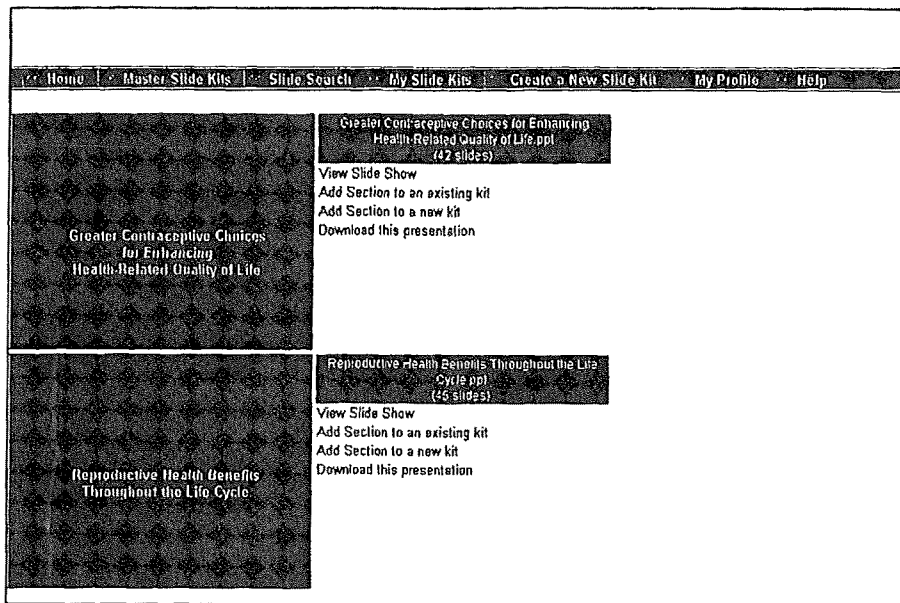 Home Master Slide Kits Slide Search My Slide Kits Create a New Slide Kit My Profile Help
Greater Contraceptive Choices for Enhancing
Health-Related Quality of Life.ppt
(42 slides)
View Slide Show
Add Section to an existing kit
Add Section to a new kit
Download this presentation
Greater Contraceptive Choices
for Enhancing
Health-Related Quality of Life
Reproductive Health Benefits Throughout the Life
Cycle.ppt
(45 slides)
View Slide Show
Add Section to an existing kit
Add Section to a new kit
Download this presentation
Reproductive Health Benefits
Throughout the Life Cycle